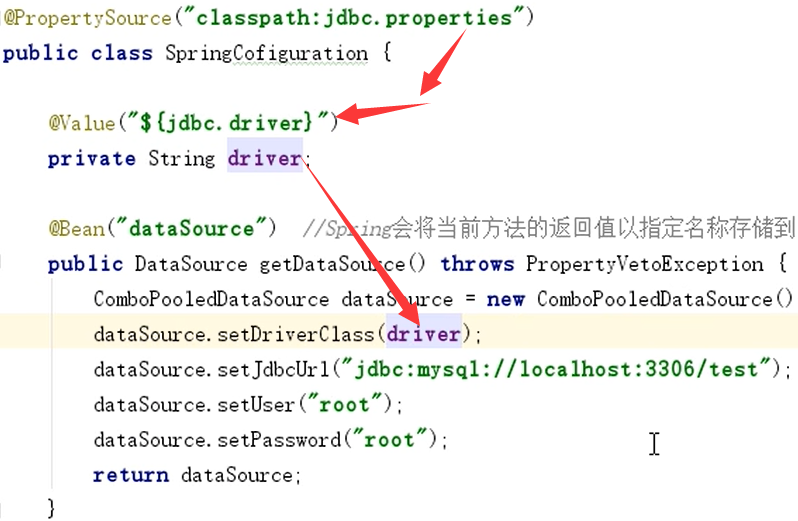 @PropertySource("classpath:jdbc.properties")
public class SpringCofiguration {
@Value("${jdbc.driver}")
private String driver;
@Bean("dataSource") //Spring会将当前方法的返回值以指定名称存储到
public DataSource getDataSource() throws PropertyVetoException {
ComboPooledDataSource dataSource = new ComboPooledDataSource()
dataSource.setDriverClass(driver);
dataSource.setJdbcUrl("jdbc:mysql://localhost:3306/test");
dataSource.setUser("root");
dataSource.setPassword("root");
return dataSource;
}